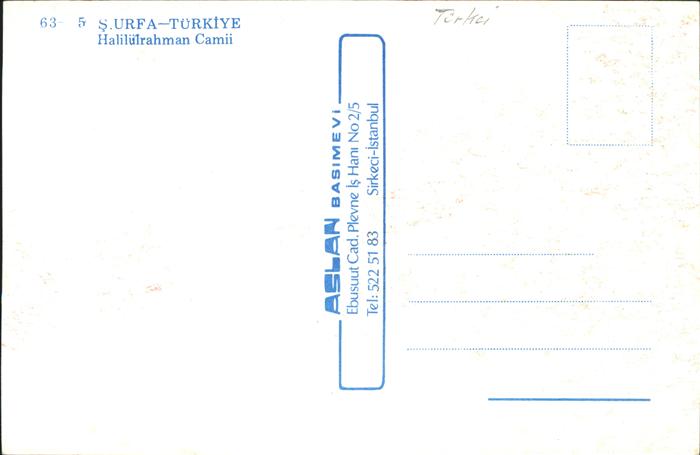 63- 5 Ş.URFA—TÜRKİYE
Halilülrahman Camii
Türkei
ASLAN BASIMEVİ
Ebusuut Cad. Plevne İş Hanı No 2/5
Tel: 522 51 83 Sirkeci-İstanbul